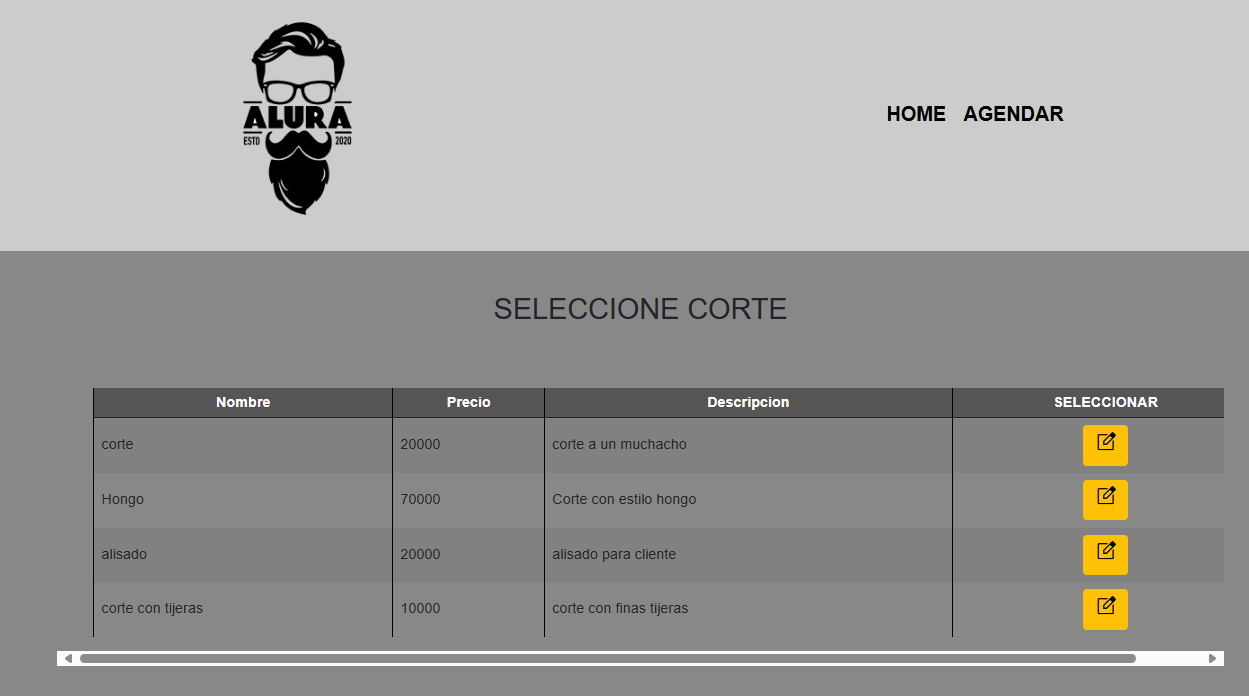 ALURA
ESTD 2020
HOME AGENDAR
SELECCIONE CORTE
Nombre Precio Descripcion SELECCIONAR
corte 20000 corte a un muchacho
Hongo 70000 Corte con estilo hongo
alisado 20000 alisado para cliente
corte con tijeras 10000 corte con finas tijeras